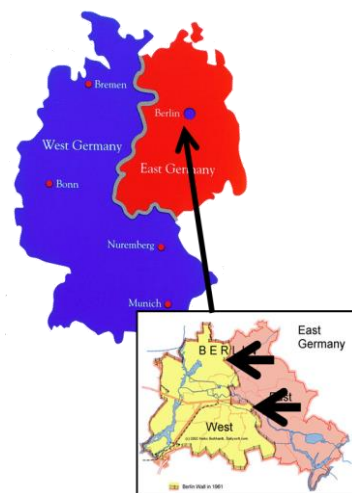 Bremen
Berlin
West Germany
East Germany
Bonn
Nuremberg
Munich
East
Germany
BERLIN
East
West
Berlin Wall in 1961